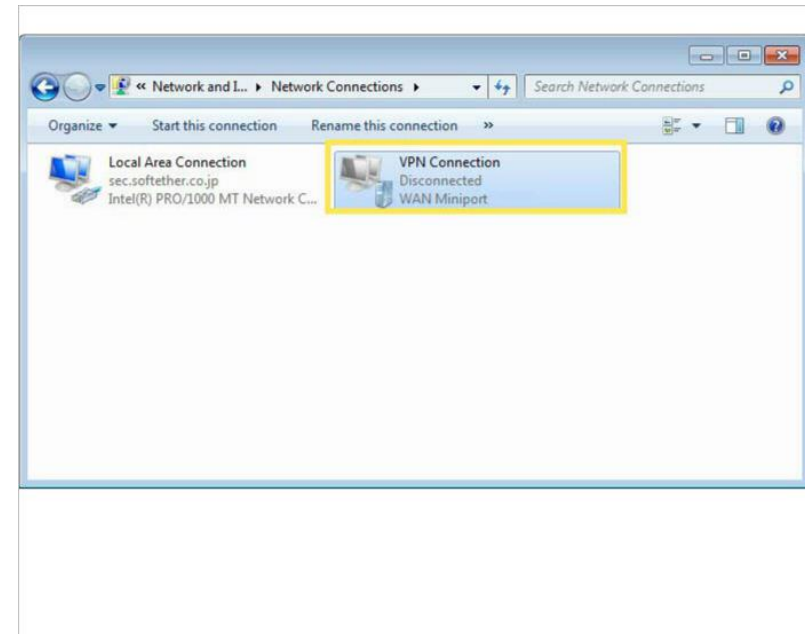 « Network and I... ▸ Network Connections ▸
Search Network Connections
Organize ▾ Start this connection Rename this connection »
Local Area Connection
sec.softether.co.jp
Intel(R) PRO/1000 MT Network C...
VPN Connection
Disconnected
WAN Miniport